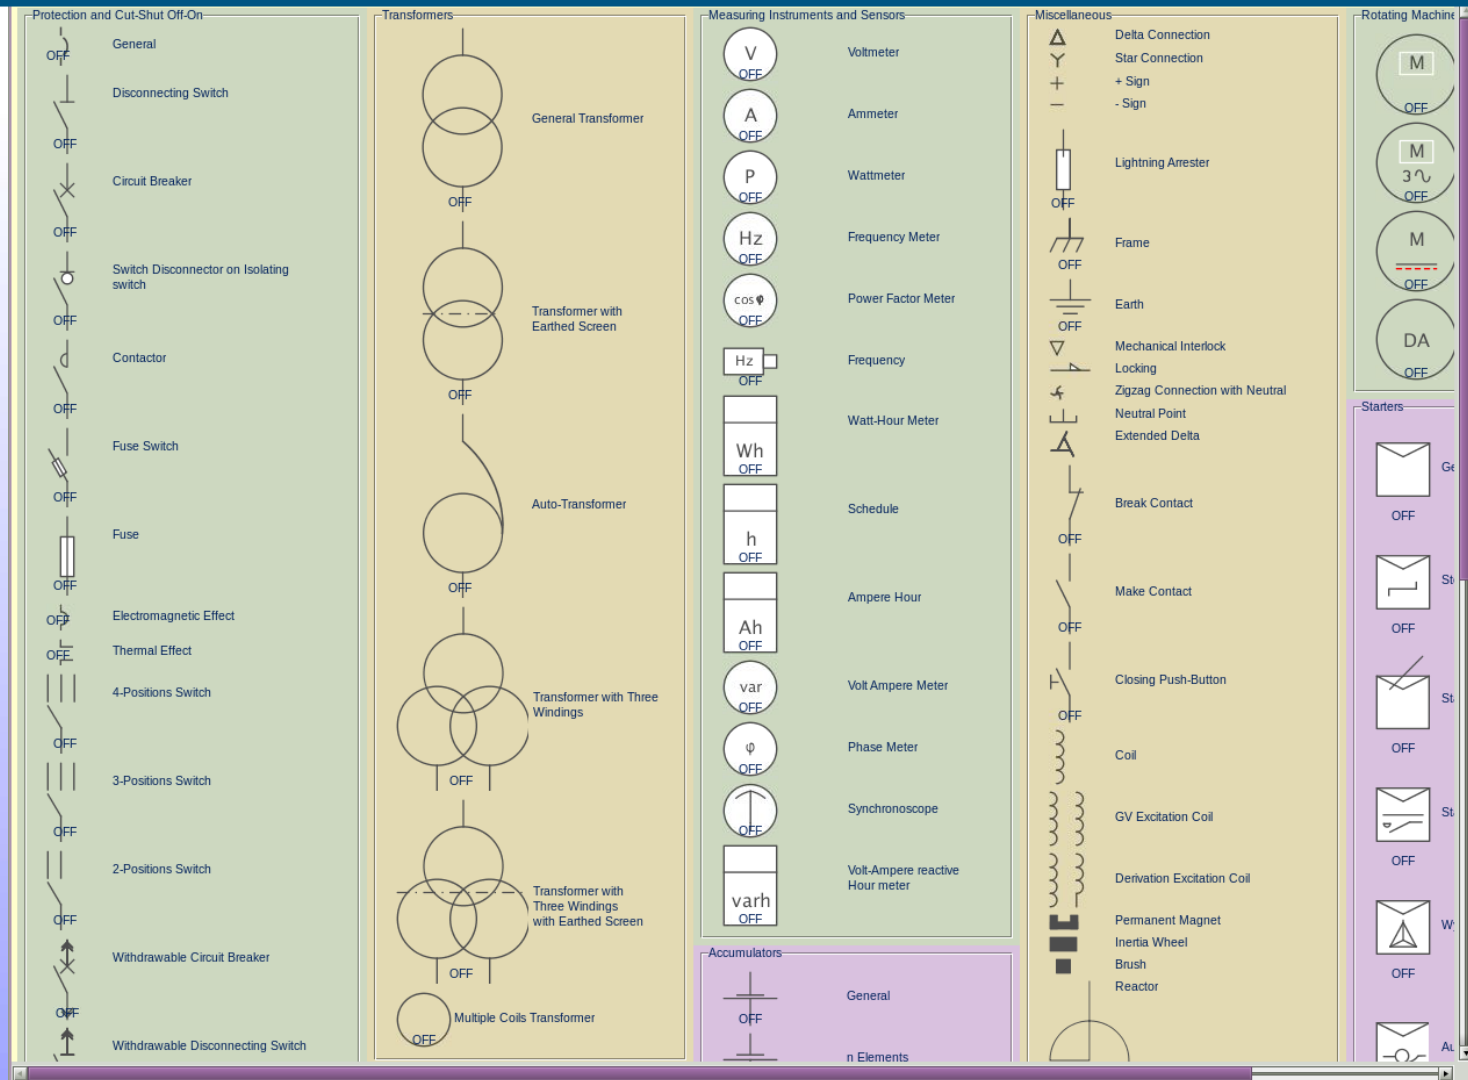 Protection and Cut-Shut Off-On
General
OFF
Disconnecting Switch
OFF
Circuit Breaker
OFF
Switch Disconnector on Isolating
switch
OFF
Contactor
OFF
Fuse Switch
OFF
Fuse
OFF
Electromagnetic Effect
OFF
Thermal Effect
OFF
4-Positions Switch
OFF
3-Positions Switch
OFF
2-Positions Switch
OFF
Withdrawable Circuit Breaker
OFF
Withdrawable Disconnecting Switch
Transformers
General Transformer
OFF
Transformer with
Earthed Screen
OFF
Auto-Transformer
OFF
Transformer with Three
Windings
OFF
Transformer with
Three Windings
with Earthed Screen
OFF
Multiple Coils Transformer
OFF
Measuring Instruments and Sensors
V
OFF
Voltmeter
A
OFF
Ammeter
P
OFF
Wattmeter
Hz
OFF
Frequency Meter
cos φ
OFF
Power Factor Meter
Hz
OFF
Frequency
Wh
OFF
Watt-Hour Meter
h
OFF
Schedule
Ah
OFF
Ampere Hour
var
OFF
Volt Ampere Meter
φ
OFF
Phase Meter
OFF
Synchronoscope
varh
OFF
Volt-Ampere reactive
Hour meter
Accumulators
General
OFF
n Elements
Miscellaneous
Delta Connection
Star Connection
+ Sign
- Sign
Lightning Arrester
OFF
Frame
OFF
Earth
OFF
Mechanical Interlock
Locking
Zigzag Connection with Neutral
Neutral Point
Extended Delta
Break Contact
OFF
Make Contact
OFF
Closing Push-Button
OFF
Coil
GV Excitation Coil
Derivation Excitation Coil
Permanent Magnet
Inertia Wheel
Brush
Reactor
Rotating Machine
M
OFF
M
3
OFF
M
OFF
DA
OFF
Starters
Ge
OFF
St
OFF
Sta
OFF
Sta
OFF
W
OFF
Au